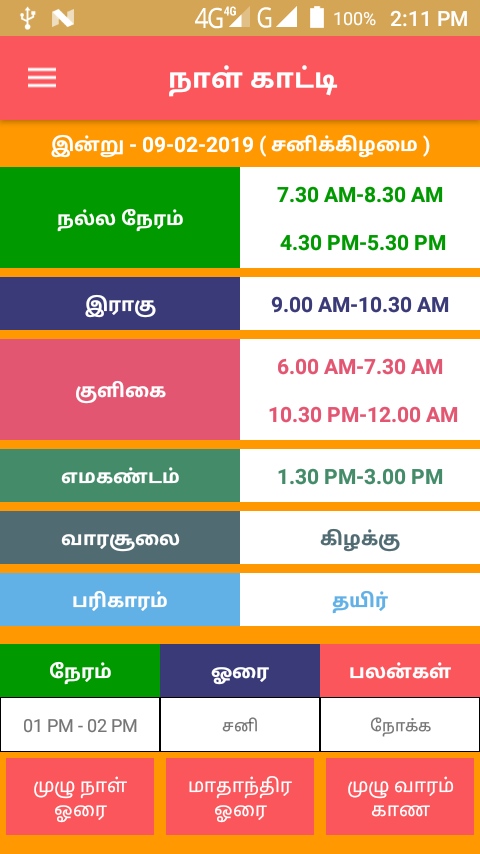 4G 4G G 100% 2:11 PM
நாள் காட்டி
இன்று - 09-02-2019 ( சனிக்கிழமை )
நல்ல நேரம்
7.30 AM-8.30 AM
4.30 PM-5.30 PM
இராகு 9.00 AM-10.30 AM
குளிகை
6.00 AM-7.30 AM
10.30 PM-12.00 AM
எமகண்டம் 1.30 PM-3.00 PM
வாரசூலை கிழக்கு
பரிகாரம் தயிர்
நேரம் ஓரை பலன்கள்
01 PM - 02 PM சனி நோக்க
முழு நாள் ஓரை
மாதாந்திர ஓரை
முழு வாரம் காண